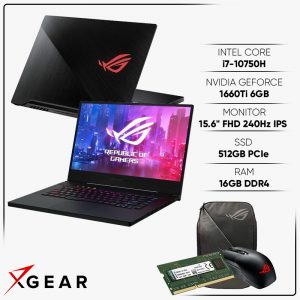 INTEL CORE
i7-10750H
NVIDIA GEFORCE
1660Ti 6GB
MONITOR
15.6" FHD 240Hz IPS
SSD
512GB PCIe
RAM
16GB DDR4
REPUBLIC OF
GAMERS
XGEAR